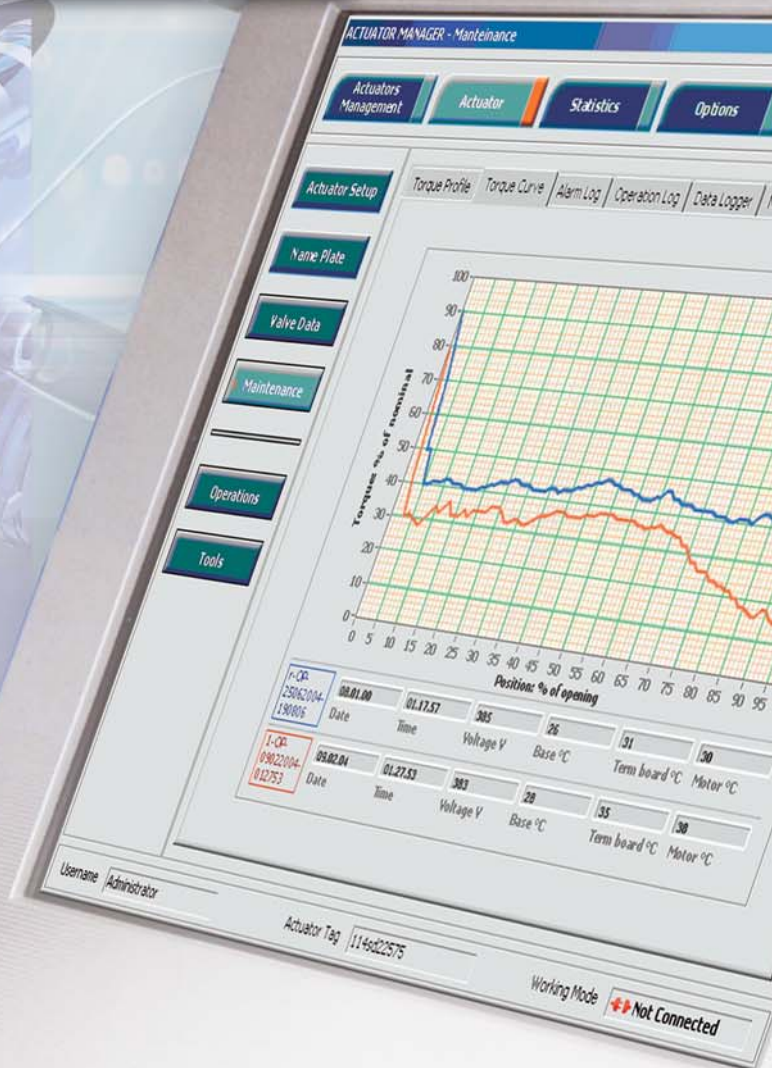 ACTUATOR MANAGER - Manteinance
Actuators
Management
Actuator
Statistics
Options
Actuator Setup
Name Plate
Valve Data
Maintenance
Operations
Tools
Torque Profile
Torque Curve
Alarm Log
Operation Log
Data Logger
Torque: % of nominal
100
90
80
70
60
50
40
30
20
10
0
0 5 10 15 20 25 30 35 40 45 50 55 60 65 70 75 80 85 90 95
Position: % of opening
r-OP-
25062004-
190806
08.01.00
01.17.57
385
26
31
30
Date
Time
Voltage V
Base °C
Term board °C
Motor °C
I-OP-
09022004-
012753
09.02.04
01.27.53
383
28
35
38
Date
Time
Voltage V
Base °C
Term board °C
Motor °C
Username
Administrator
Actuator Tag
114sd22575
Working Mode
Not Connected